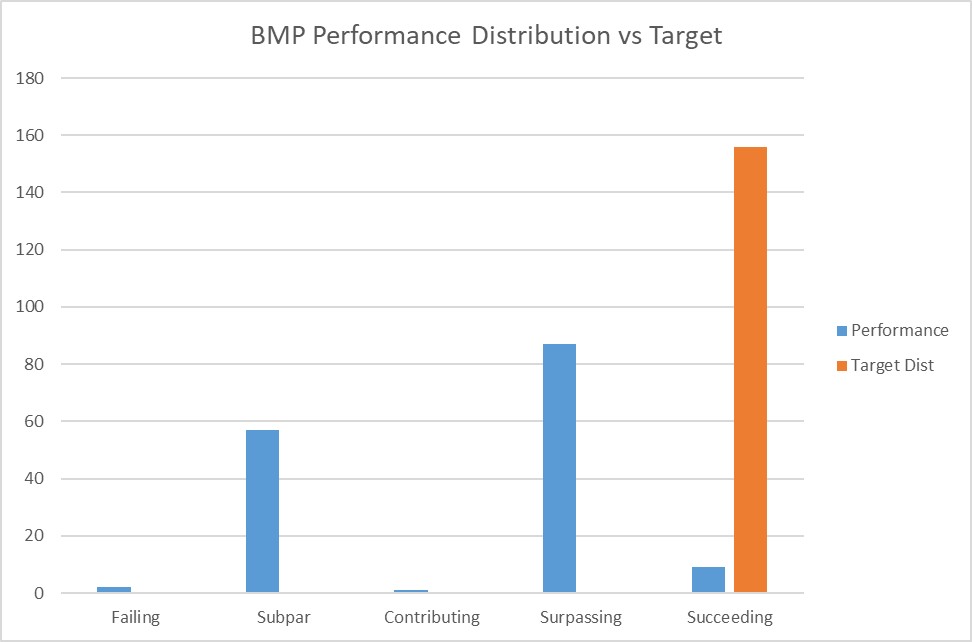 BMP Performance Distribution vs Target
180
160
140
120
100
80
60
40
20
0
Failing Subpar Contributing Surpassing Succeeding
Performance
Target Dist